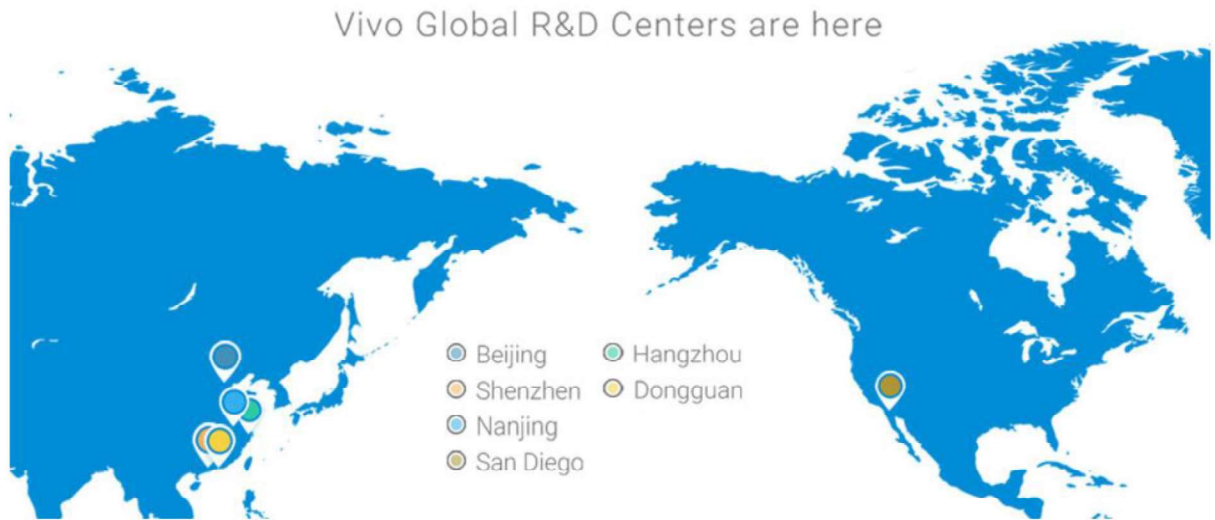 Vivo Global R&D Centers are here
Beijing
Hangzhou
Shenzhen
Dongguan
Nanjing
San Diego